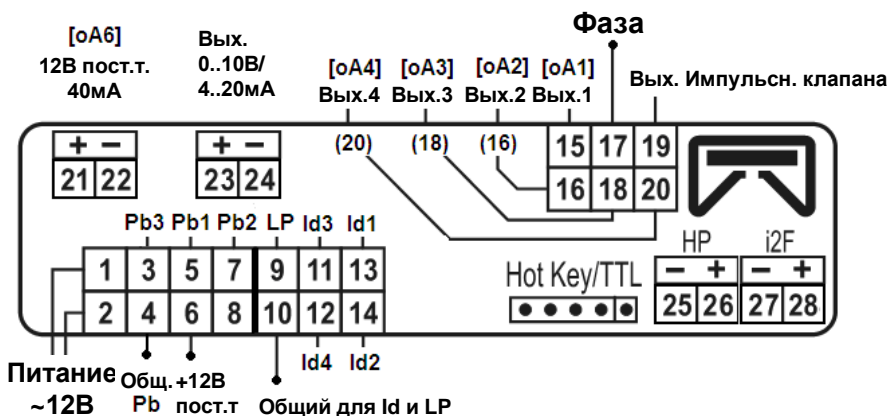 Фаза
[oA6] Вых.
12В пост.т. 0..10В/
40мА 4..20мА
[oA4] [oA3] [oA2] [oA1]
Вых.4 Вых.3 Вых.2 Вых.1
Вых. Импульсн. клапана
+ − + −
(20) (18) (16) 15 17 19
21 22 23 24 16 18 20
Pb3 Pb1 Pb2 LP Id3 Id1
HP i2F
1 3 5 7 9 11 13
Hot Key/TTL − + − +
2 4 6 8 10 12 14
25 26 27 28
Id4 Id2
Питание Общ. +12В
~12В Pb пост.т Общий для Id и LP